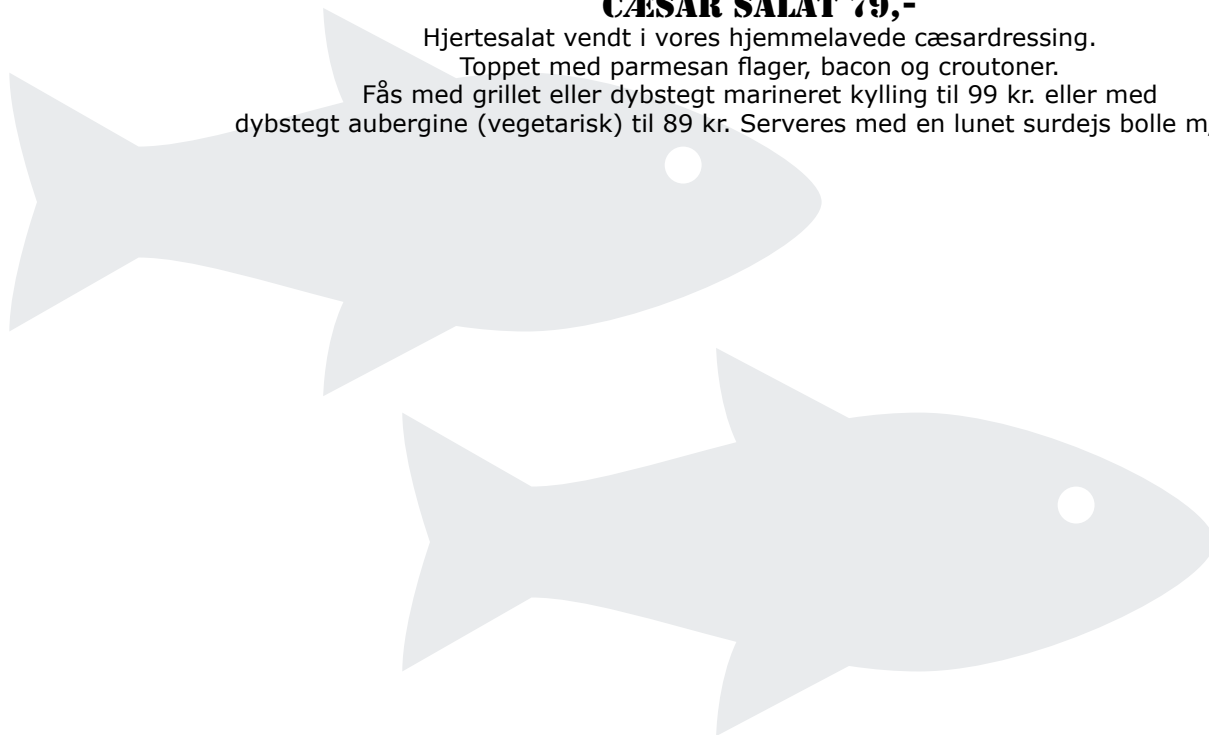 CÆSAR SALAT 79,-
Hjertesalat vendt i vores hjemmelavede cæsardressing.
Toppet med parmesan flager, bacon og croutoner.
Fås med grillet eller dybstegt marineret kylling til 99 kr. eller med
dybstegt aubergine (vegetarisk) til 89 kr. Serveres med en lunet surdejs bolle m